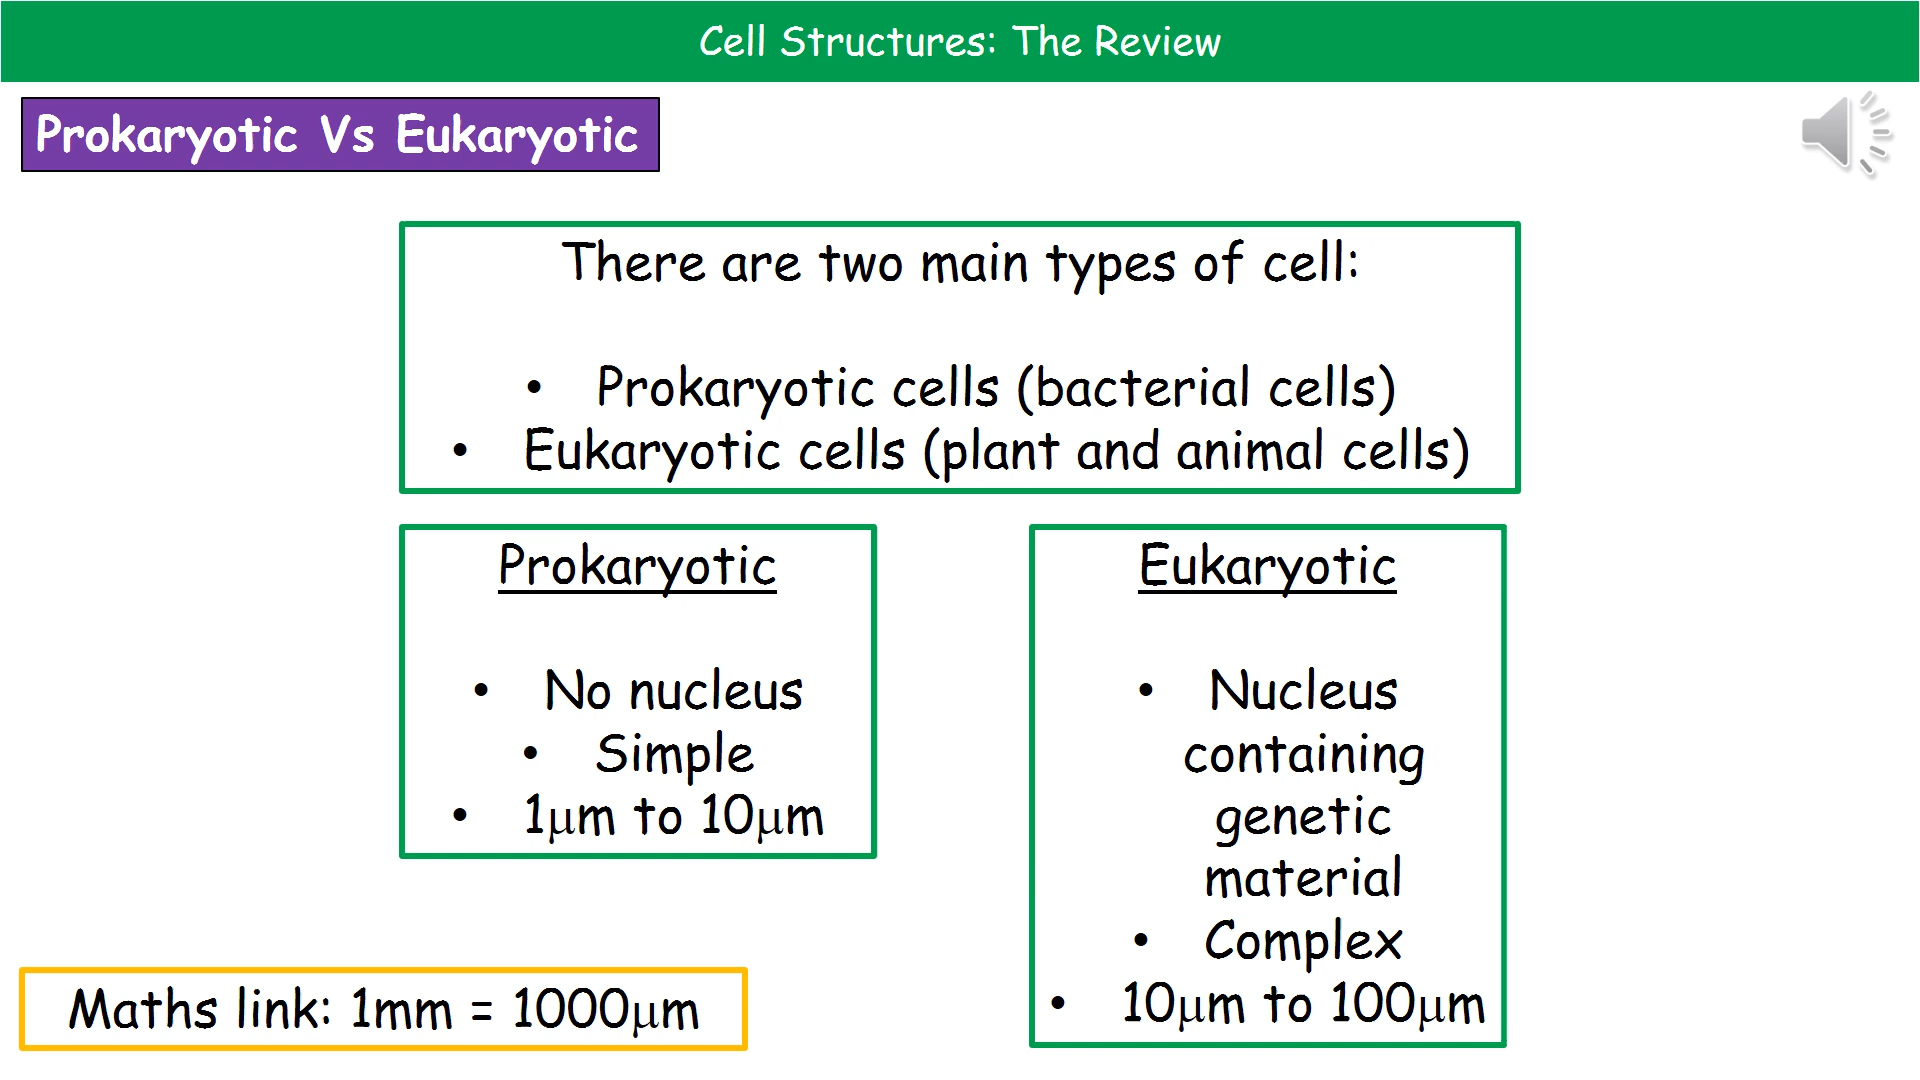 Cell Structures: The Review
Prokaryotic Vs Eukaryotic
There are two main types of cell:
• Prokaryotic cells (bacterial cells)
• Eukaryotic cells (plant and animal cells)
Prokaryotic
• No nucleus
• Simple
• 1μm to 10μm
Eukaryotic
• Nucleus
containing
genetic
material
• Complex
• 10μm to 100μm
Maths link: 1mm = 1000μm